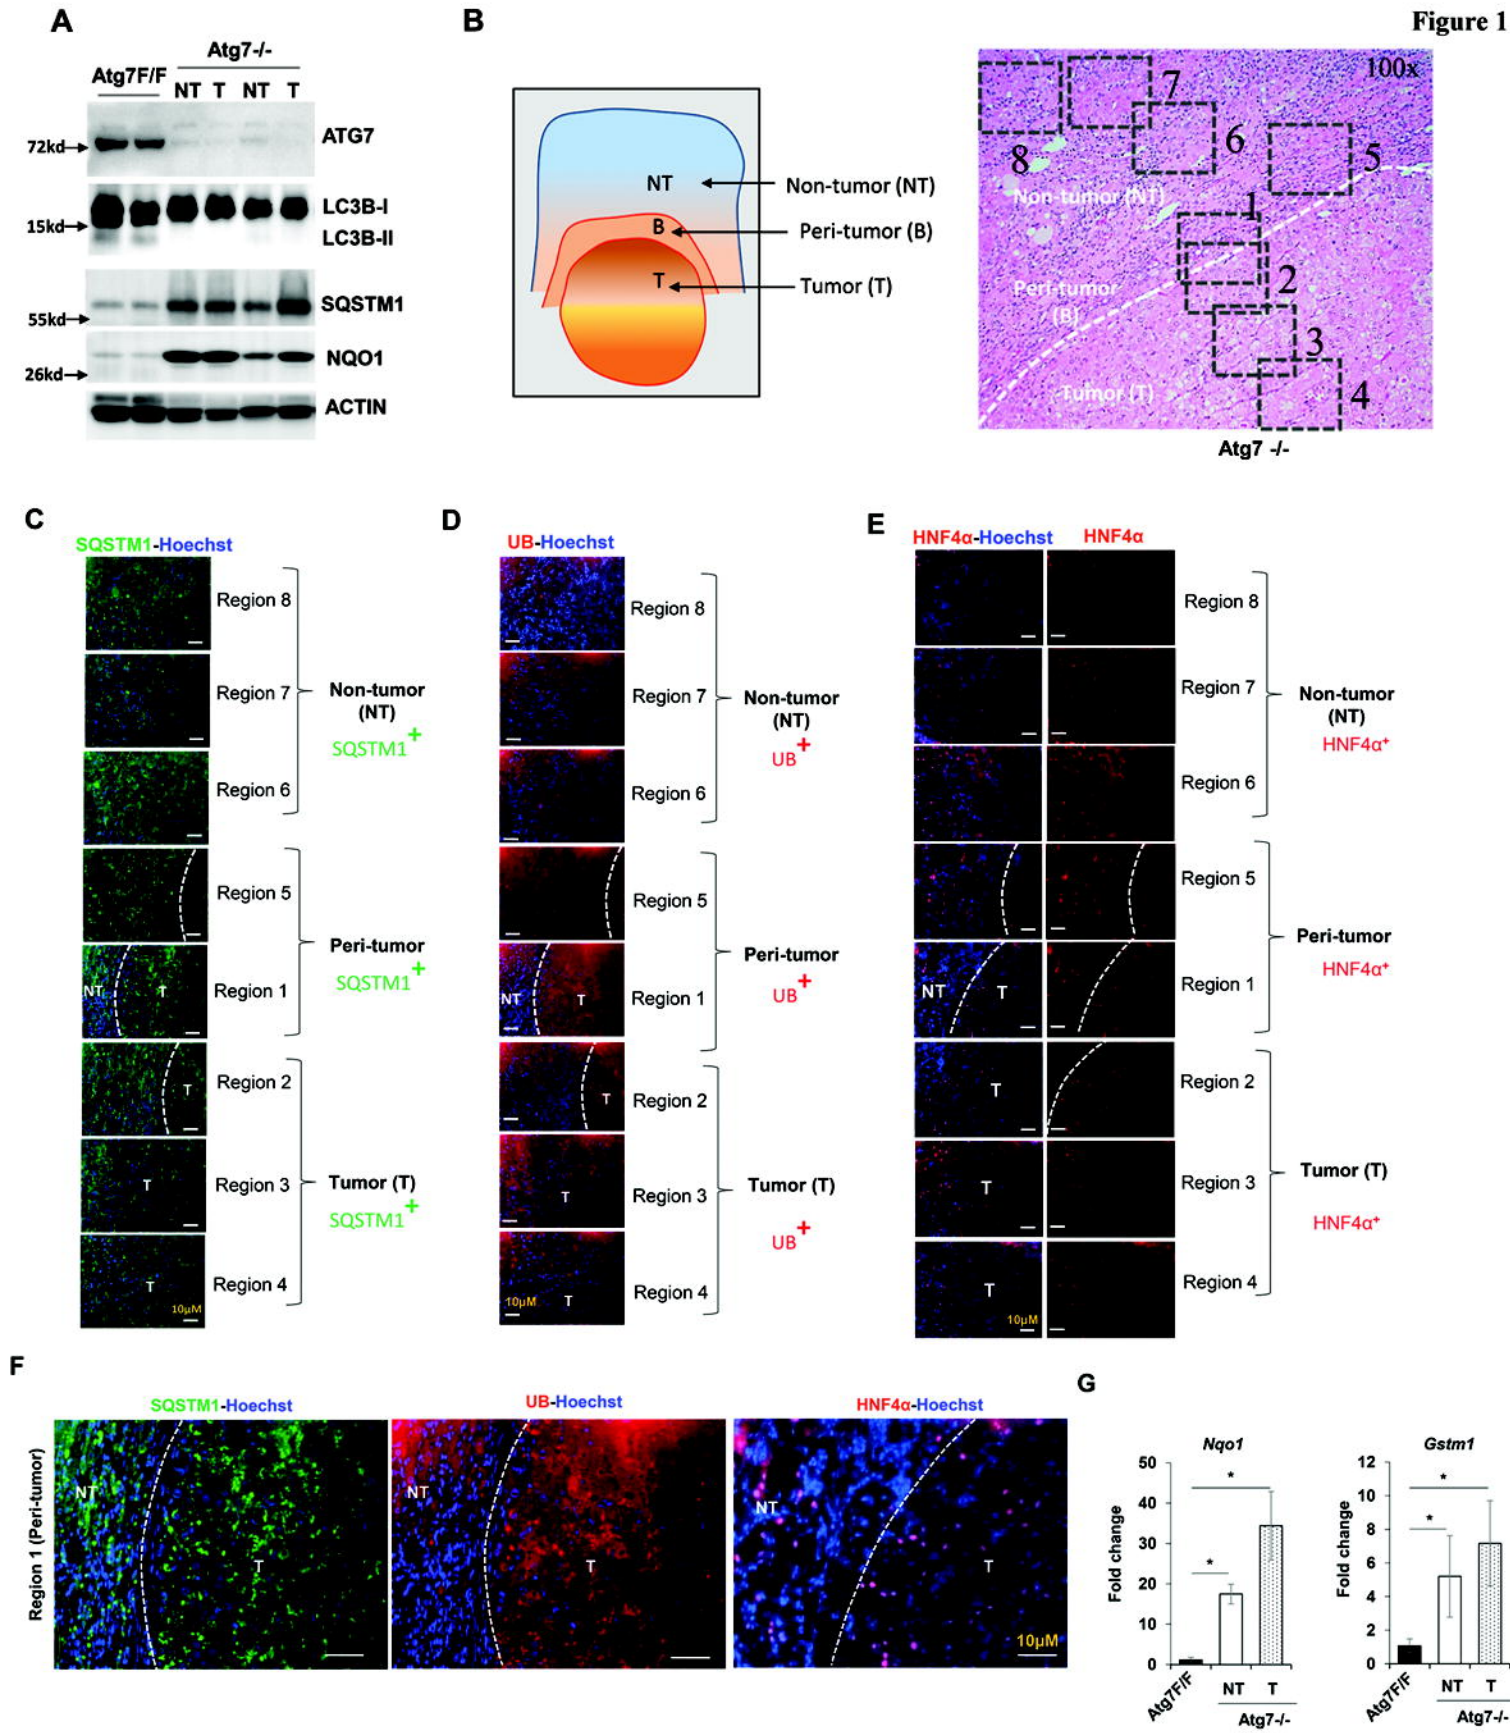 Figure 1
A
Atg7-/-
Atg7F/F
NT T NT T
ATG7
72kd
LC3B-I
15kd
LC3B-II
SQSTM1
55kd
NQO1
26kd
ACTIN
B
NT
Non-tumor (NT)
B
Peri-tumor (B)
T
Tumor (T)
100x
7
6
5
8
Non-tumor (NT)
1
2
Peri-tumor
(B)
3
Tumor (T)
4
Atg7 -/-
C
SQSTM1-Hoechst
Region 8
Region 7
Region 6
Non-tumor
(NT)
SQSTM1+
Region 5
NT
T
Region 1
Peri-tumor
SQSTM1+
T
Region 2
T
Region 3
T
Region 4
10µM
Tumor (T)
SQSTM1+
D
UB-Hoechst
Region 8
Region 7
Region 6
Non-tumor
(NT)
UB+
Region 5
NT
T
Region 1
Peri-tumor
UB+
T
Region 2
T
Region 3
10µM
T
Region 4
Tumor (T)
UB+
E
HNF4α-Hoechst HNF4α
Region 8
Region 7
Region 6
Non-tumor
(NT)
HNF4α+
Region 5
NT
T
Region 1
Peri-tumor
HNF4α+
T
Region 2
T
Region 3
T
Region 4
10µM
Tumor (T)
HNF4α+
F
Region 1 (Peri-tumor)
SQSTM1-Hoechst
NT
T
UB-Hoechst
NT
T
HNF4α-Hoechst
NT
T
10µM
G
Nqo1
Fold change
50
40
30
20
10
0
*
*
Atg7F/F
NT T
Atg7-/-
Gstm1
Fold change
12
10
8
6
4
2
0
*
*
Atg7F/F
NT T
Atg7-/-